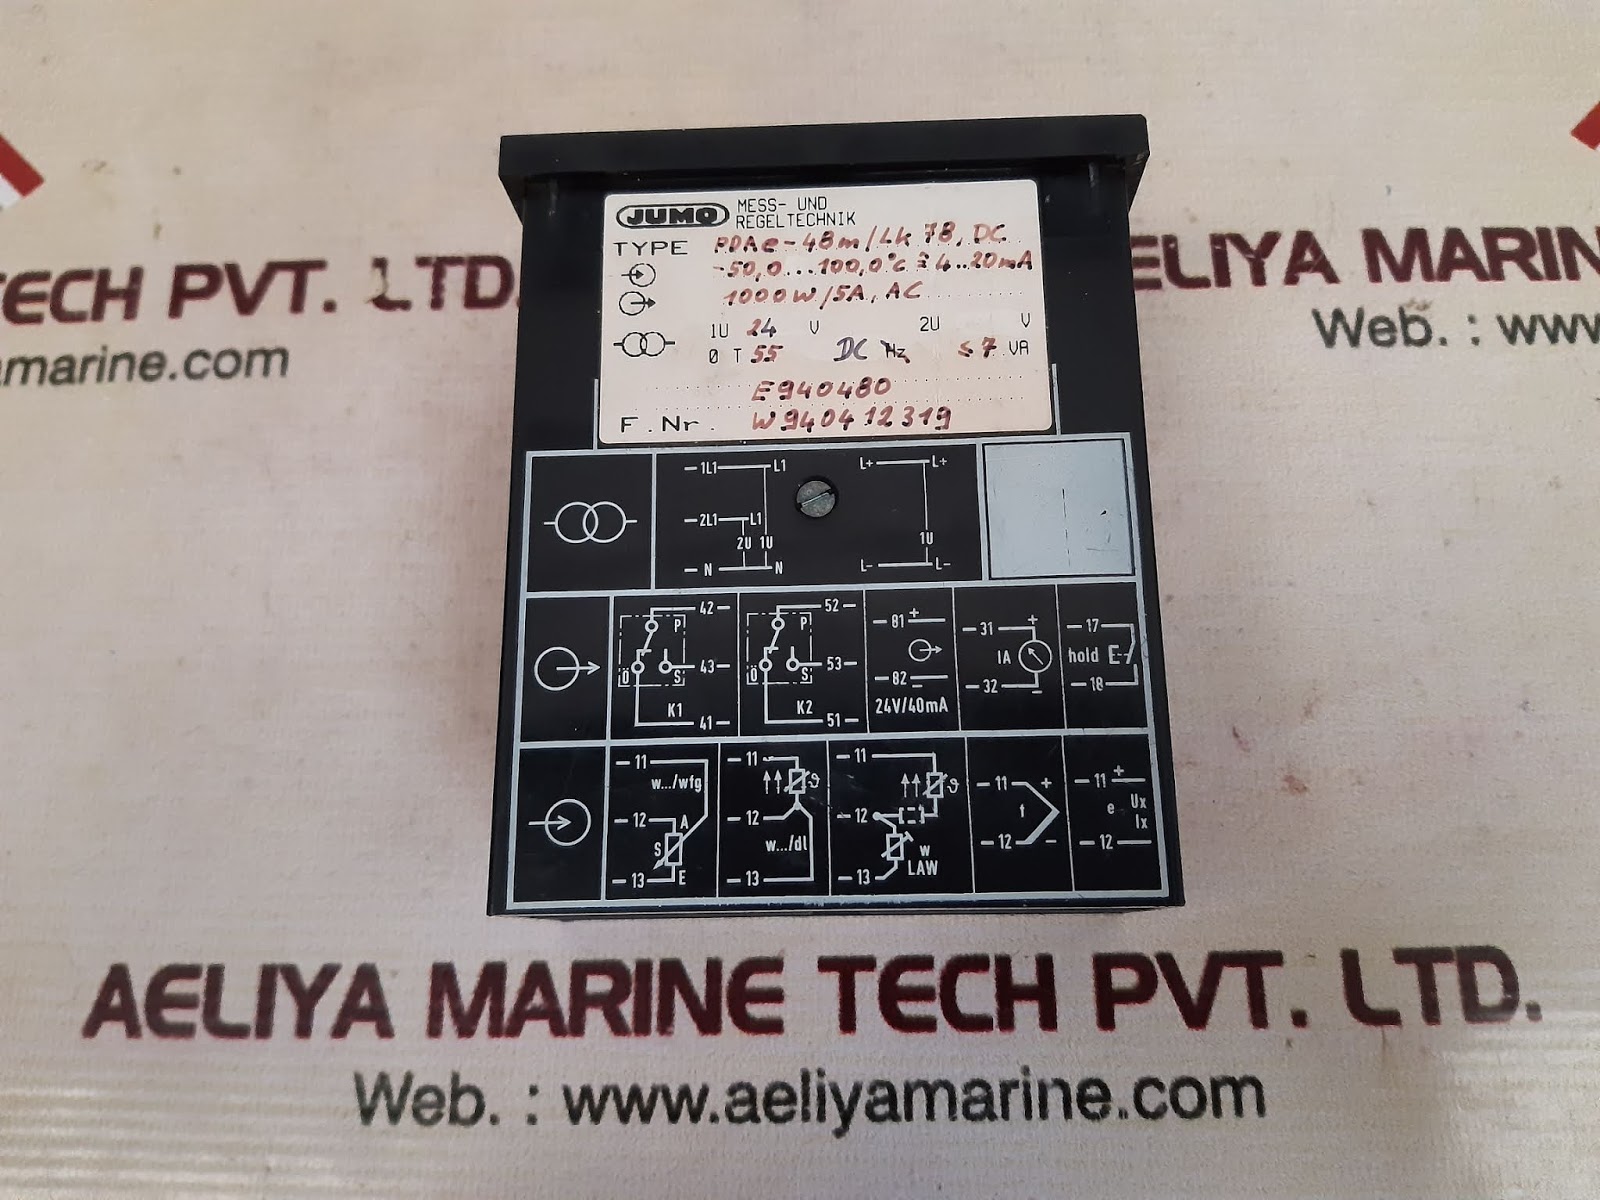 JUMO MESS- UND REGELTECHNIK
TYPE PDAe-48m/Lk 78, DC
-50,0...100,0°C ≙ 4..20mA
1000W/5A, AC
1U 24 V 2U V
Ø T 55 DC Hz ≤ 7 VA
E940480
F.Nr. W940412319
1L1 L1 L+ L+
2L1 L1
2U 1U 1U
N N L- L-
42 52 81 + 31 + 17
P P
43 53 IA hold E
Ö S Ö S 82 - 32 - 18
K1 K2 24V/40mA
41 51
11 11 11 11 + 11 +
w.../wfg ϑ ϑ e Ux
12 A 12 12 t Ix
S w.../dl w 12 - 12 -
13 E 13 13 LAW
TECH PVT. LTD.
ELIYA MARIN
amarine.com
Web. : www
AELIYA MARINE TECH PVT. LTD.
Web. : www.aeliyamarine.com